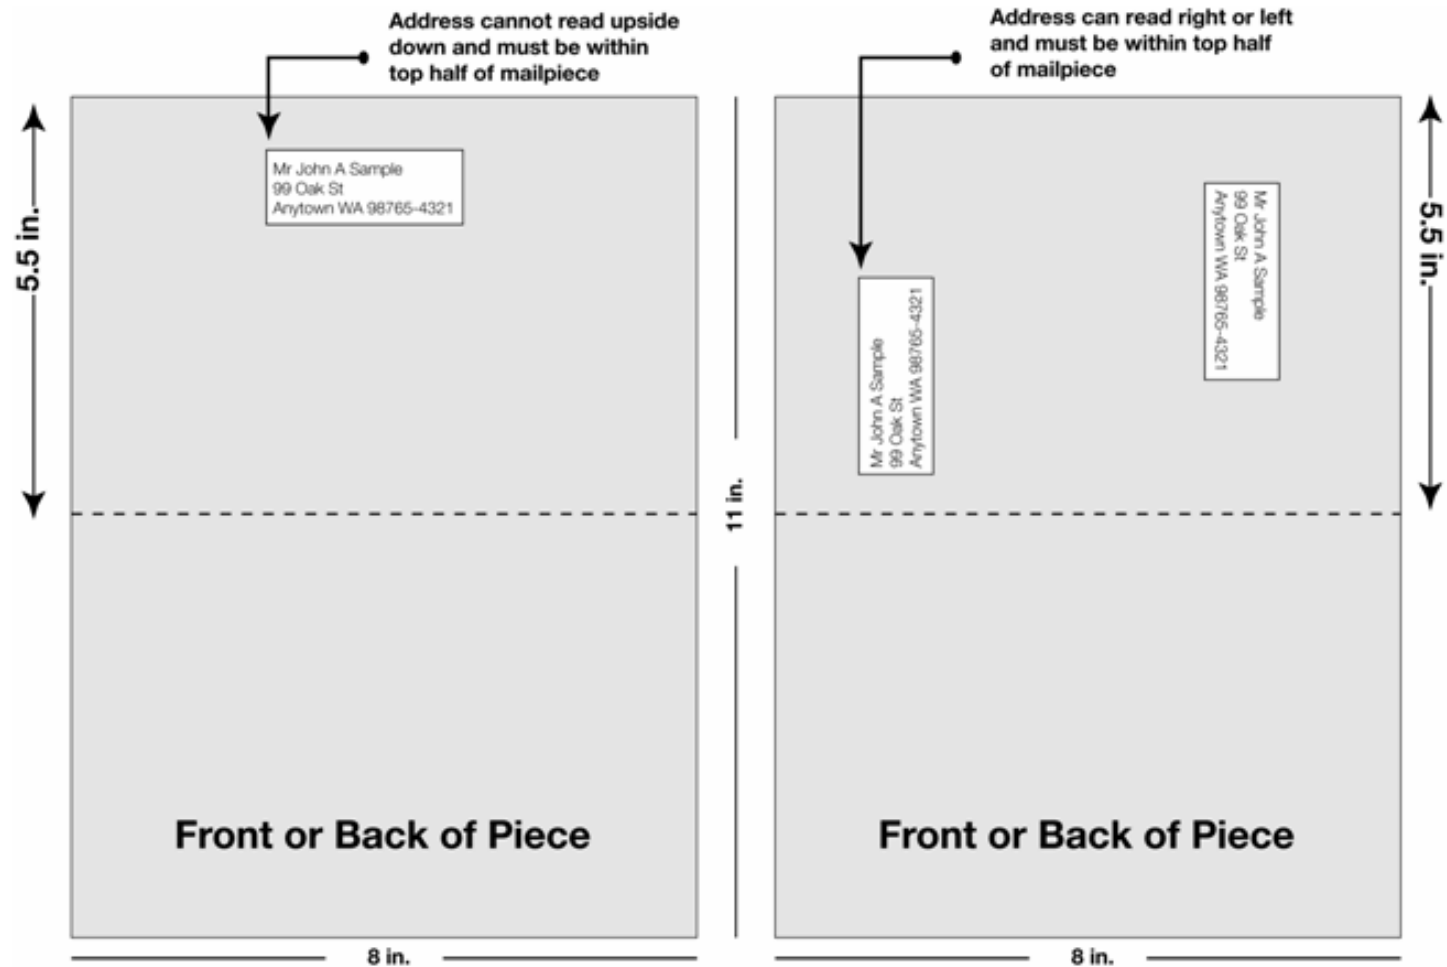 Address cannot read upside
down and must be within
top half of mailpiece
Address can read right or left
and must be within top half
of mailpiece
Mr John A Sample
99 Oak St
Anytown WA 98765-4321
5.5 in.
Mr John A Sample
99 Oak St
Anytown WA 98765-4321
Mr John A Sample
99 Oak St
Anytown WA 98765-4321
5.5 in.
11 in.
Front or Back of Piece
Front or Back of Piece
8 in.
8 in.